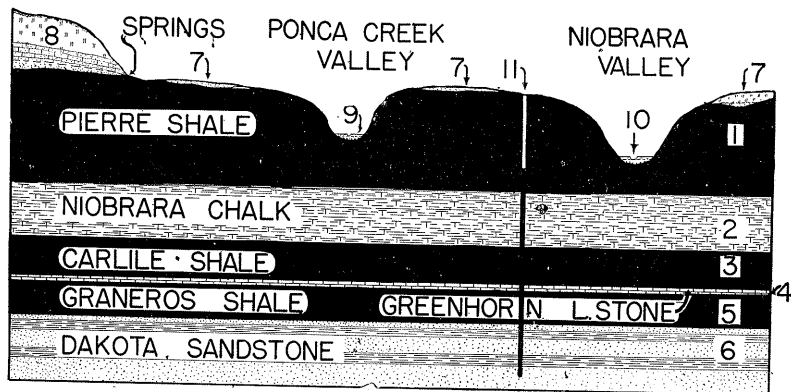 SPRINGS
PONCA CREEK
VALLEY
NIOBRARA
VALLEY
8
7
7
11
7
9
10
PIERRE SHALE
1
NIOBRARA CHALK
2
CARLILE SHALE
3
4
GRANEROS SHALE
GREENHORN L.STONE
5
DAKOTA SANDSTONE
6